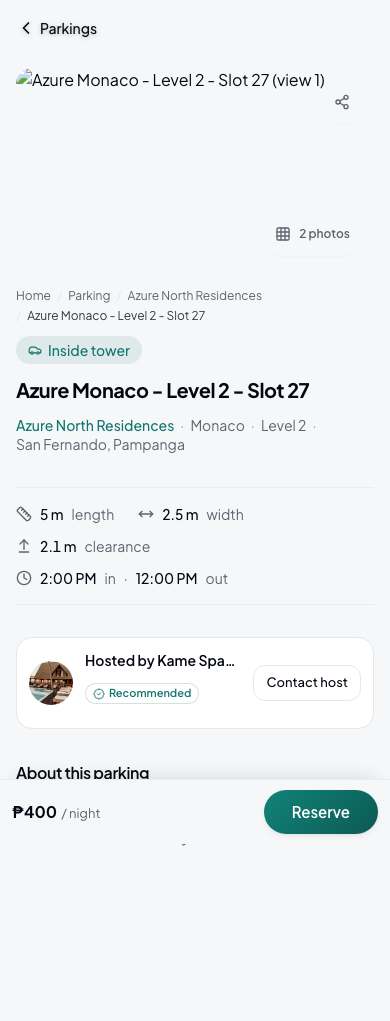 Parkings
Azure Monaco - Level 2 - Slot 27 (view 1)
2 photos
Home / Parking / Azure North Residences
/ Azure Monaco - Level 2 - Slot 27
Inside tower
Azure Monaco - Level 2 - Slot 27
Azure North Residences · Monaco · Level 2 ·
San Fernando, Pampanga
5 m length 2.5 m width
2.1 m clearance
2:00 PM in · 12:00 PM out
Hosted by Kame Spa…
Recommended
Contact host
About this parking
₱400 / night
Reserve